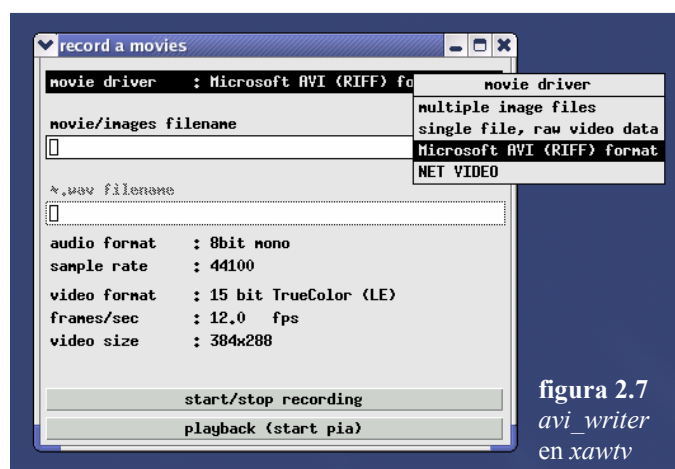 record a movies
movie driver : Microsoft AVI (RIFF) fo
movie driver
multiple image files
single file, raw video data
Microsoft AVI (RIFF) format
NET VIDEO
movie/images filename
*.wav filename
audio format : 8bit mono
sample rate : 44100
video format : 15 bit TrueColor (LE)
frames/sec : 12.0 fps
video size : 384x288
start/stop recording
playback (start pia)
figura 2.7
avi_writer
en xawtv